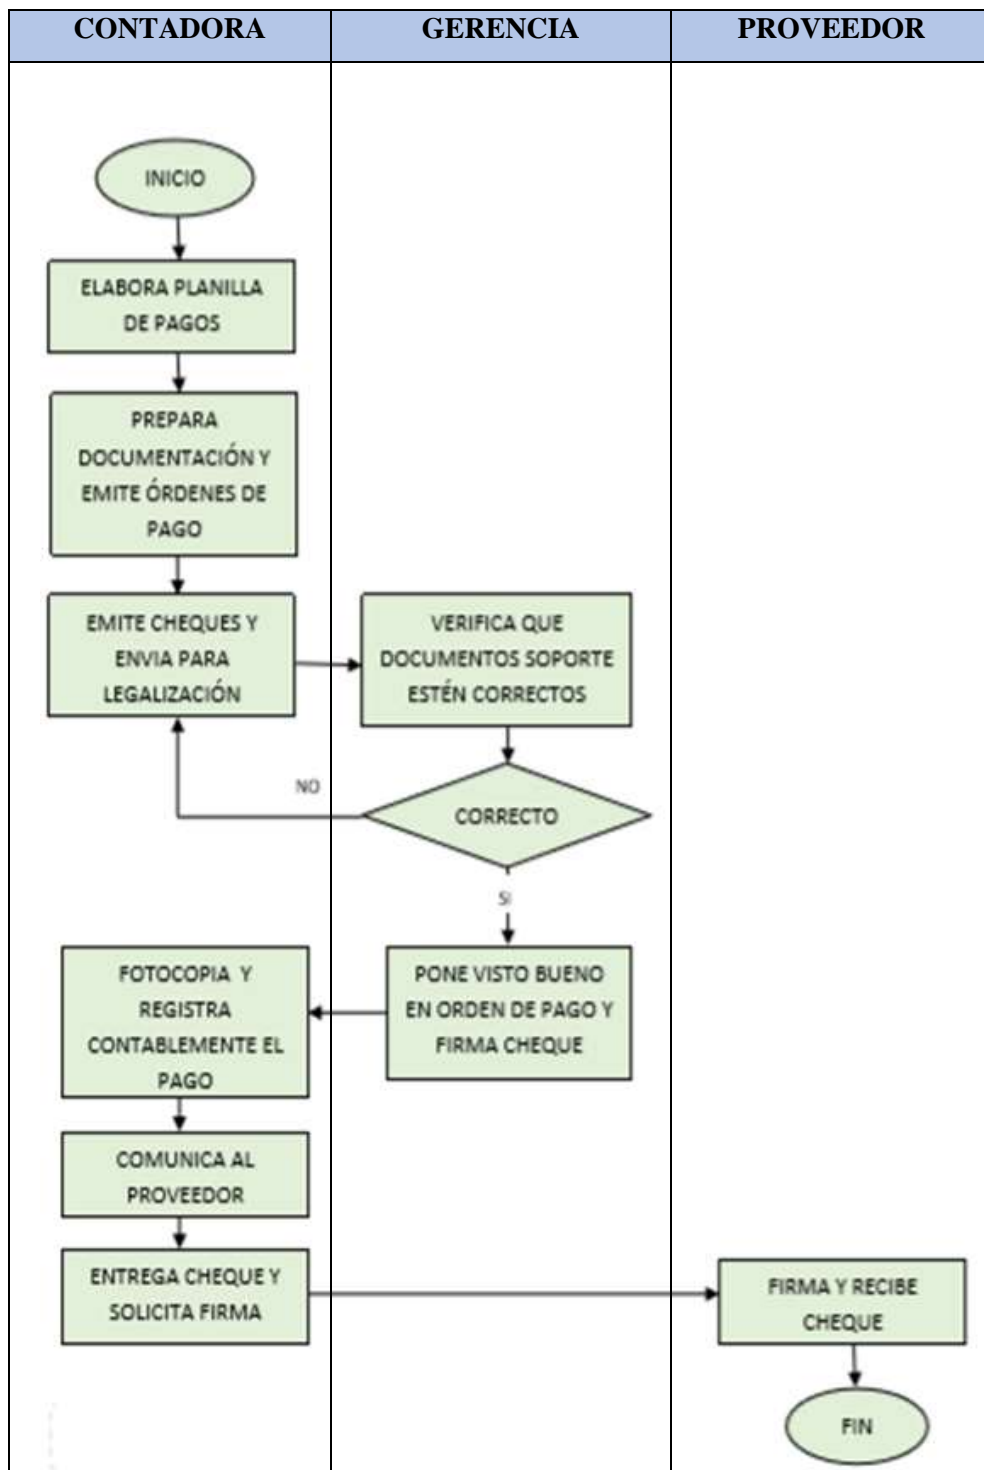 CONTADORA
GERENCIA
PROVEEDOR
INICIO
ELABORA PLANILLA
DE PAGOS
PREPARA
DOCUMENTACIÓN Y
EMITE ÓRDENES DE
PAGO
EMITE CHEQUES Y
ENVIA PARA
LEGALIZACIÓN
VERIFICA QUE
DOCUMENTOS SOPORTE
ESTÉN CORRECTOS
NO
CORRECTO
SI
PONE VISTO BUENO
EN ORDEN DE PAGO Y
FIRMA CHEQUE
FOTOCOPIA Y
REGISTRA
CONTABLEMENTE EL
PAGO
COMUNICA AL
PROVEEDOR
ENTREGA CHEQUE Y
SOLICITA FIRMA
FIRMA Y RECIBE
CHEQUE
FIN